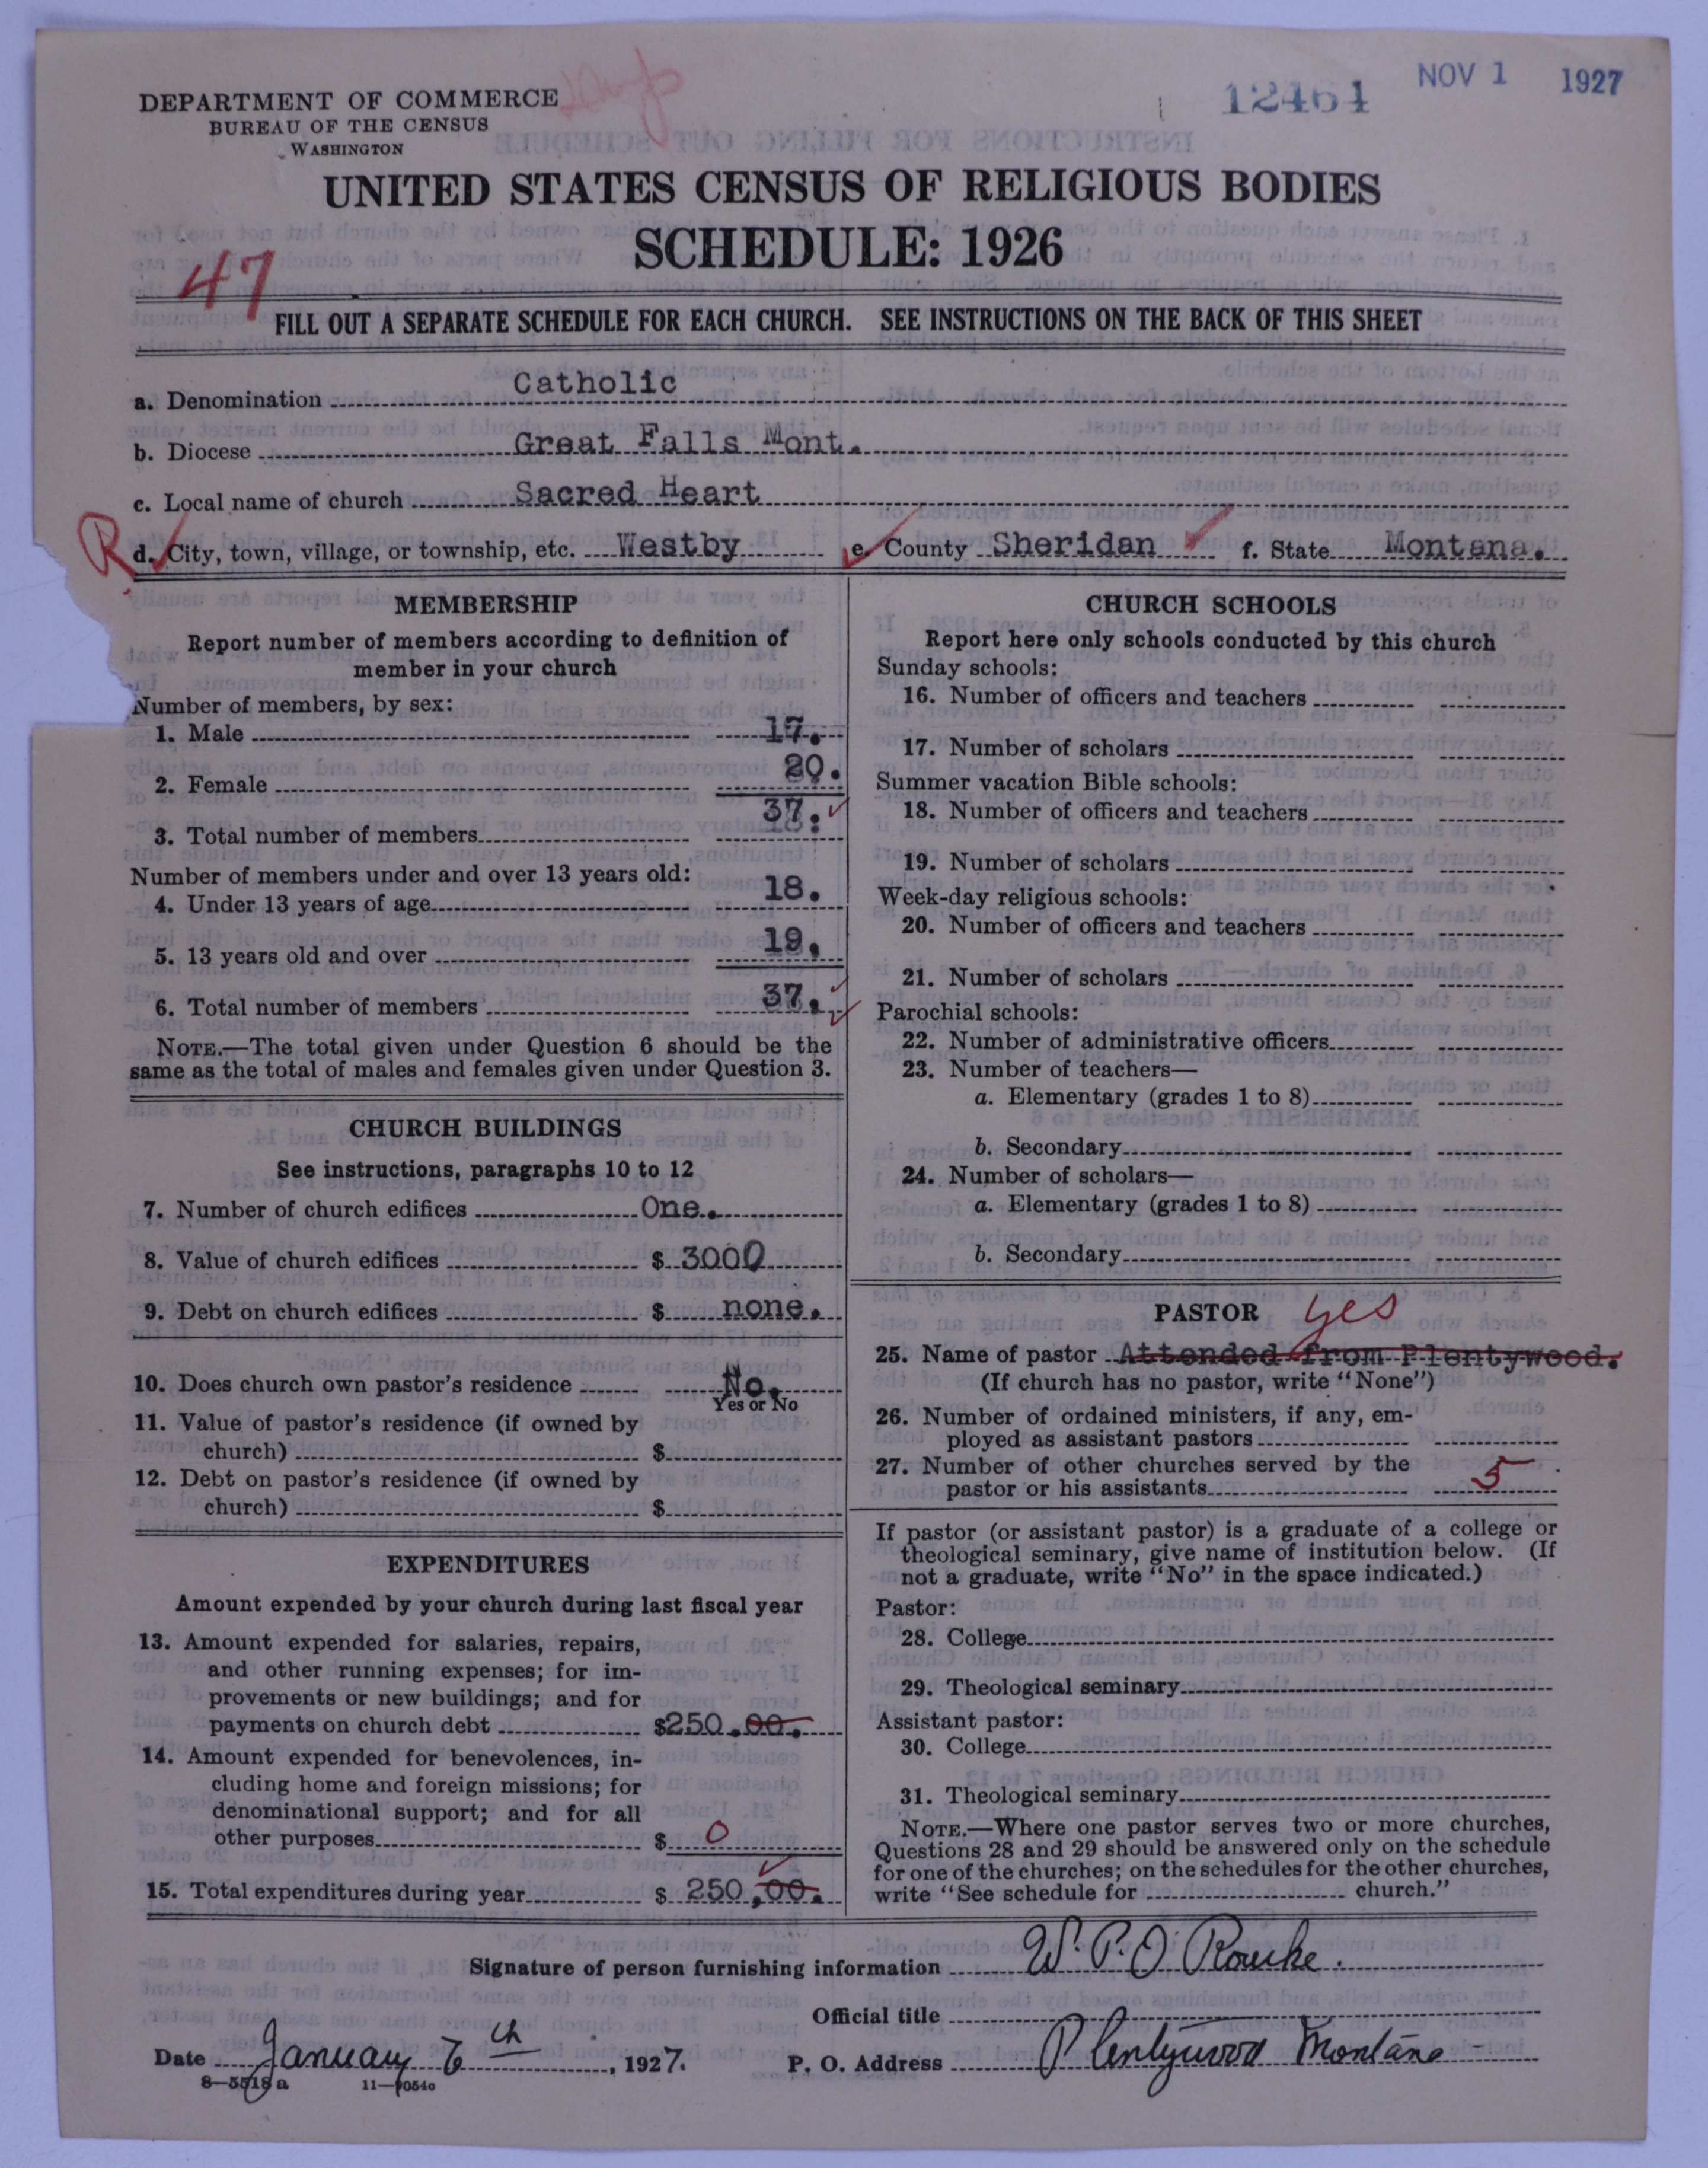 DEPARTMENT OF COMMERCE
BUREAU OF THE CENSUS
WASHINGTON
12464
NOV 1 1927
UNITED STATES CENSUS OF RELIGIOUS BODIES
SCHEDULE: 1926
47
FILL OUT A SEPARATE SCHEDULE FOR EACH CHURCH. SEE INSTRUCTIONS ON THE BACK OF THIS SHEET
a. Denomination Catholic
b. Diocese Great Falls Mont.
c. Local name of church Sacred Heart
R d. City, town, village, or township, etc. Westby e. County Sheridan f. State Montana.
MEMBERSHIP
Report number of members according to definition of
member in your church
Number of members, by sex:
1. Male 17.
2. Female 20.
3. Total number of members 37.
Number of members under and over 13 years old:
4. Under 13 years of age 18.
5. 13 years old and over 19.
6. Total number of members 37.
NOTE.—The total given under Question 6 should be the
same as the total of males and females given under Question 3.
CHURCH BUILDINGS
See instructions, paragraphs 10 to 12
7. Number of church edifices One.
8. Value of church edifices $ 3000
9. Debt on church edifices $ none.
10. Does church own pastor's residence No.
Yes or No
11. Value of pastor's residence (if owned by
church) $
12. Debt on pastor's residence (if owned by
church) $
EXPENDITURES
Amount expended by your church during last fiscal year
13. Amount expended for salaries, repairs,
and other running expenses; for im-
provements or new buildings; and for
payments on church debt $250.00.
14. Amount expended for benevolences, in-
cluding home and foreign missions; for
denominational support; and for all
other purposes $ 0
15. Total expenditures during year $ 250,00.
CHURCH SCHOOLS
Report here only schools conducted by this church
Sunday schools:
16. Number of officers and teachers
17. Number of scholars
Summer vacation Bible schools:
18. Number of officers and teachers
19. Number of scholars
Week-day religious schools:
20. Number of officers and teachers
21. Number of scholars
Parochial schools:
22. Number of administrative officers
23. Number of teachers—
a. Elementary (grades 1 to 8)
b. Secondary
24. Number of scholars—
a. Elementary (grades 1 to 8)
b. Secondary
PASTOR yes
25. Name of pastor Attended from Plentywood.
(If church has no pastor, write "None")
26. Number of ordained ministers, if any, em-
ployed as assistant pastors
27. Number of other churches served by the
pastor or his assistants 5
If pastor (or assistant pastor) is a graduate of a college or
theological seminary, give name of institution below. (If
not a graduate, write "No" in the space indicated.)
Pastor:
28. College
29. Theological seminary
Assistant pastor:
30. College
31. Theological seminary
NOTE.—Where one pastor serves two or more churches,
Questions 28 and 29 should be answered only on the schedule
for one of the churches; on the schedules for the other churches,
write "See schedule for church."
Signature of person furnishing information W. P. O'Rourke.
Official title
Date January 6th, 1927. P. O. Address Plentywood Montana
8—5518a 11—9054c